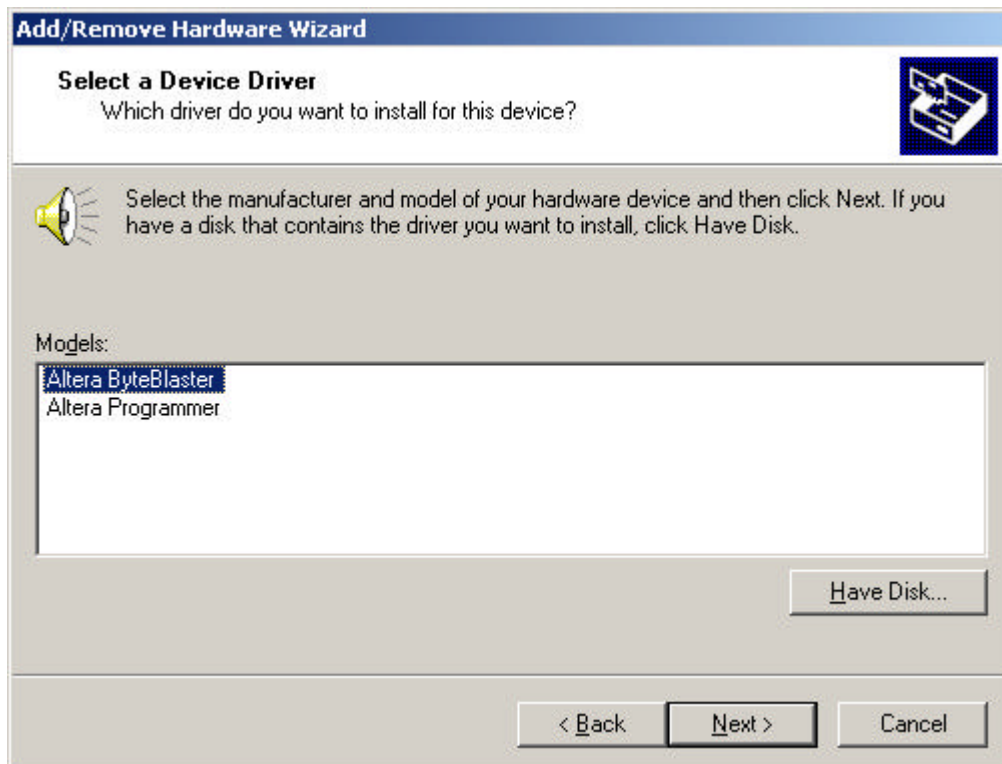 Add/Remove Hardware Wizard
Select a Device Driver
Which driver do you want to install for this device?
Select the manufacturer and model of your hardware device and then click Next. If you
have a disk that contains the driver you want to install, click Have Disk.
Models:
Altera ByteBlaster
Altera Programmer
Have Disk...
< Back
Next >
Cancel